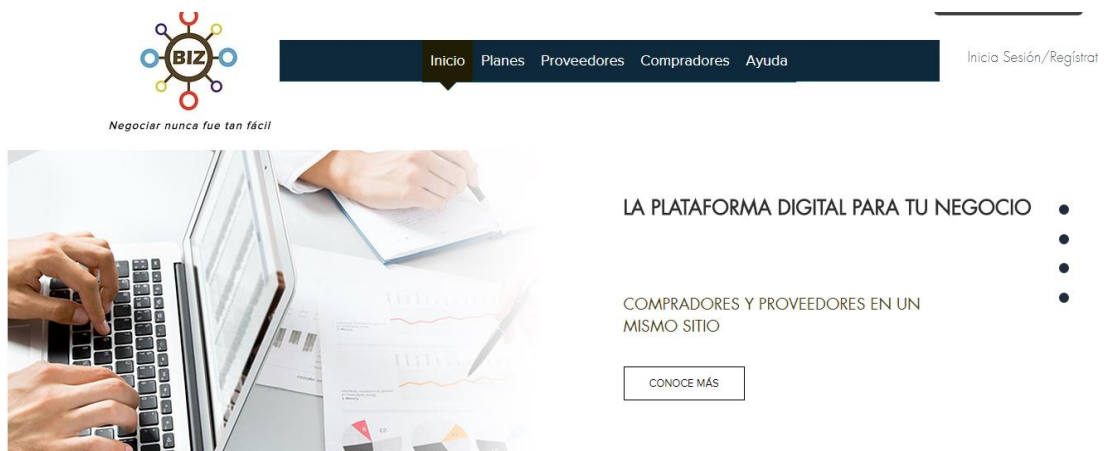 BIZ
Negociar nunca fue tan fácil
Inicio Planes Proveedores Compradores Ayuda
Inicia Sesión/Regístrat
LA PLATAFORMA DIGITAL PARA TU NEGOCIO
COMPRADORES Y PROVEEDORES EN UN
MISMO SITIO
CONOCE MÁS